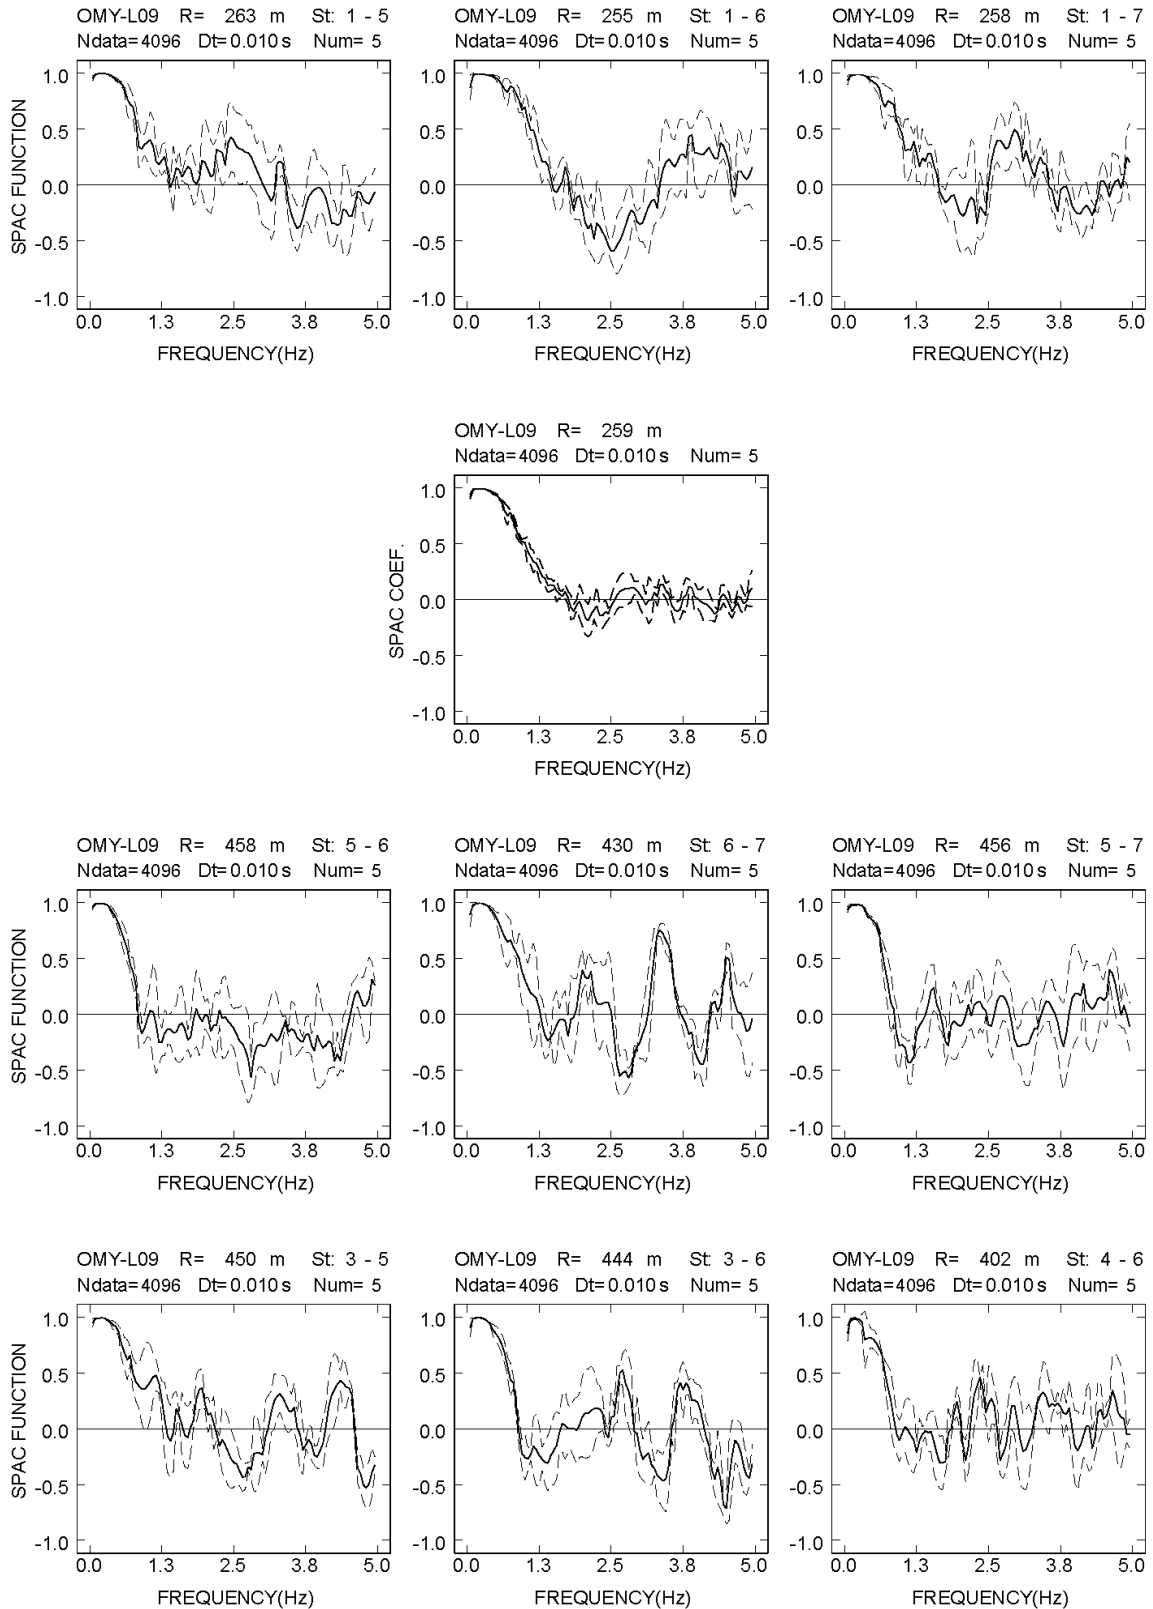 OMY-L09 R= 263 m St: 1 - 5
Ndata=4096 Dt=0.010 s Num= 5
1.0
0.5
0.0
-0.5
-1.0
SPAC FUNCTION
0.0 1.3 2.5 3.8 5.0
FREQUENCY(Hz)
OMY-L09 R= 255 m St: 1 - 6
Ndata=4096 Dt=0.010 s Num= 5
1.0
0.5
0.0
-0.5
-1.0
0.0 1.3 2.5 3.8 5.0
FREQUENCY(Hz)
OMY-L09 R= 258 m St: 1 - 7
Ndata=4096 Dt=0.010 s Num= 5
1.0
0.5
0.0
-0.5
-1.0
0.0 1.3 2.5 3.8 5.0
FREQUENCY(Hz)
OMY-L09 R= 259 m
Ndata=4096 Dt=0.010 s Num= 5
1.0
0.5
0.0
-0.5
-1.0
SPAC COEF.
0.0 1.3 2.5 3.8 5.0
FREQUENCY(Hz)
OMY-L09 R= 458 m St: 5 - 6
Ndata=4096 Dt=0.010 s Num= 5
1.0
0.5
0.0
-0.5
-1.0
SPAC FUNCTION
0.0 1.3 2.5 3.8 5.0
FREQUENCY(Hz)
OMY-L09 R= 430 m St: 6 - 7
Ndata=4096 Dt=0.010 s Num= 5
1.0
0.5
0.0
-0.5
-1.0
0.0 1.3 2.5 3.8 5.0
FREQUENCY(Hz)
OMY-L09 R= 456 m St: 5 - 7
Ndata=4096 Dt=0.010 s Num= 5
1.0
0.5
0.0
-0.5
-1.0
0.0 1.3 2.5 3.8 5.0
FREQUENCY(Hz)
OMY-L09 R= 450 m St: 3 - 5
Ndata=4096 Dt=0.010 s Num= 5
1.0
0.5
0.0
-0.5
-1.0
SPAC FUNCTION
0.0 1.3 2.5 3.8 5.0
FREQUENCY(Hz)
OMY-L09 R= 444 m St: 3 - 6
Ndata=4096 Dt=0.010 s Num= 5
1.0
0.5
0.0
-0.5
-1.0
0.0 1.3 2.5 3.8 5.0
FREQUENCY(Hz)
OMY-L09 R= 402 m St: 4 - 6
Ndata=4096 Dt=0.010 s Num= 5
1.0
0.5
0.0
-0.5
-1.0
0.0 1.3 2.5 3.8 5.0
FREQUENCY(Hz)